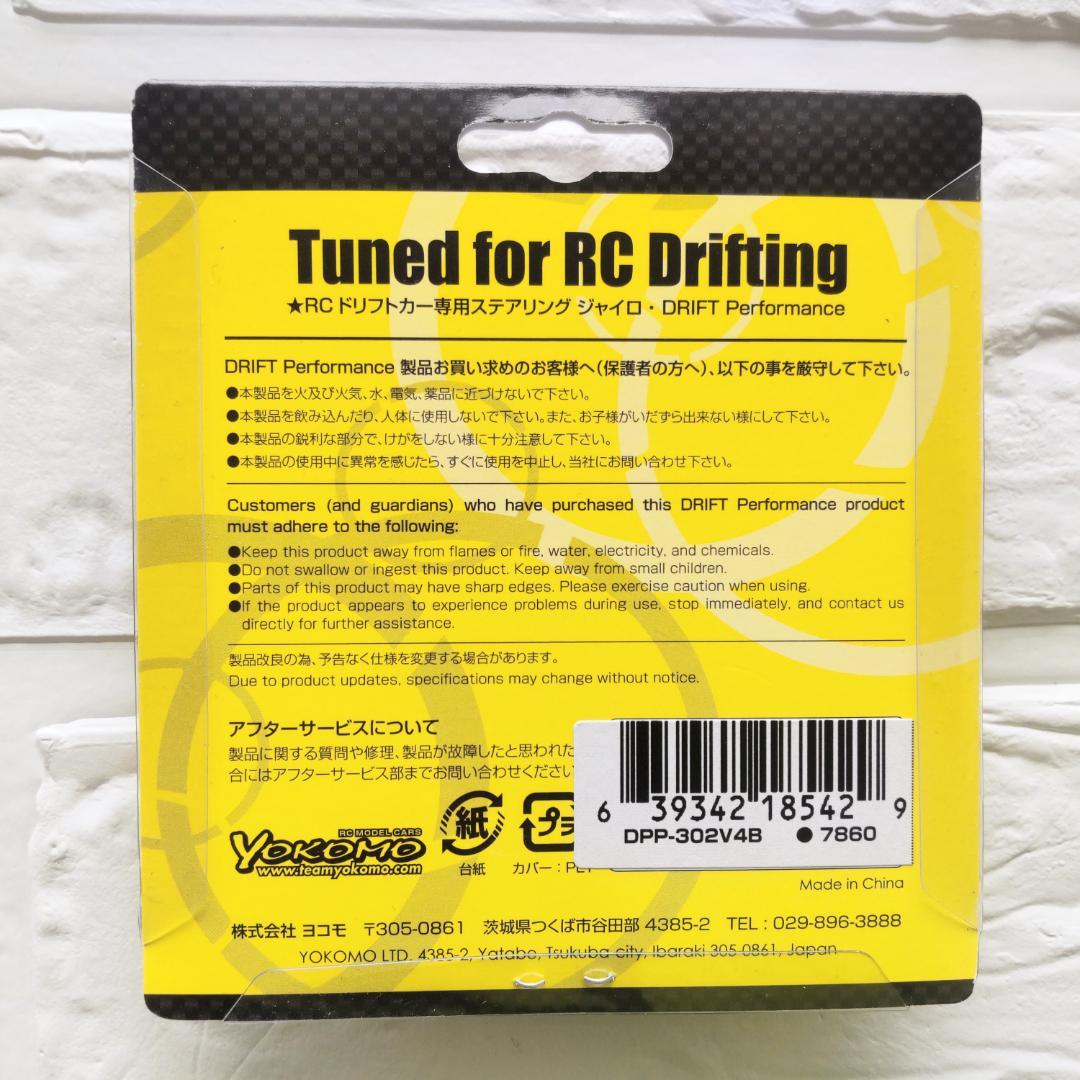 Tuned for RC Drifting
★RCドリフトカー専用ステアリング ジャイロ・DRIFT Performance
DRIFT Performance 製品お買い求めのお客様へ(保護者の方へ)、以下の事を厳守して下さい。
●本製品を火及び火気、水、電気、薬品に近づけないで下さい。
●本製品を飲み込んだり、人体に使用しないで下さい。また、お子様がいたずら出来ない様にして下さい。
●本製品の鋭利な部分で、けがをしない様に十分注意して下さい。
●本製品の使用中に異常を感じたら、すぐに使用を中止し、当社にお問い合わせ下さい。
Customers (and guardians) who have purchased this DRIFT Performance product
must adhere to the following:
●Keep this product away from flames or fire, water, electricity, and chemicals.
●Do not swallow or ingest this product. Keep away from small children.
●Parts of this product may have sharp edges. Please exercise caution when using.
●If the product appears to experience problems during use, stop immediately, and contact us
directly for further assistance.
製品改良の為、予告なく仕様を変更する場合があります。
Due to product updates, specifications may change without notice.
アフターサービスについて
製品に関する質問や修理、製品が故障したと思われた
合にはアフターサービス部までお問い合わせください
6 39342 18542 9
DPP-302V4B ●7860
紙
プラ
RC MODEL CARS
YOKOMO
www.teamyokomo.com
台紙 カバー:PET
Made in China
株式会社 ヨコモ 〒305-0861 茨城県つくば市谷田部 4385-2 TEL : 029-896-3888
YOKOMO LTD. 4385-2, Yatabe, Tsukuba city, Ibaraki 305-0861, Japan